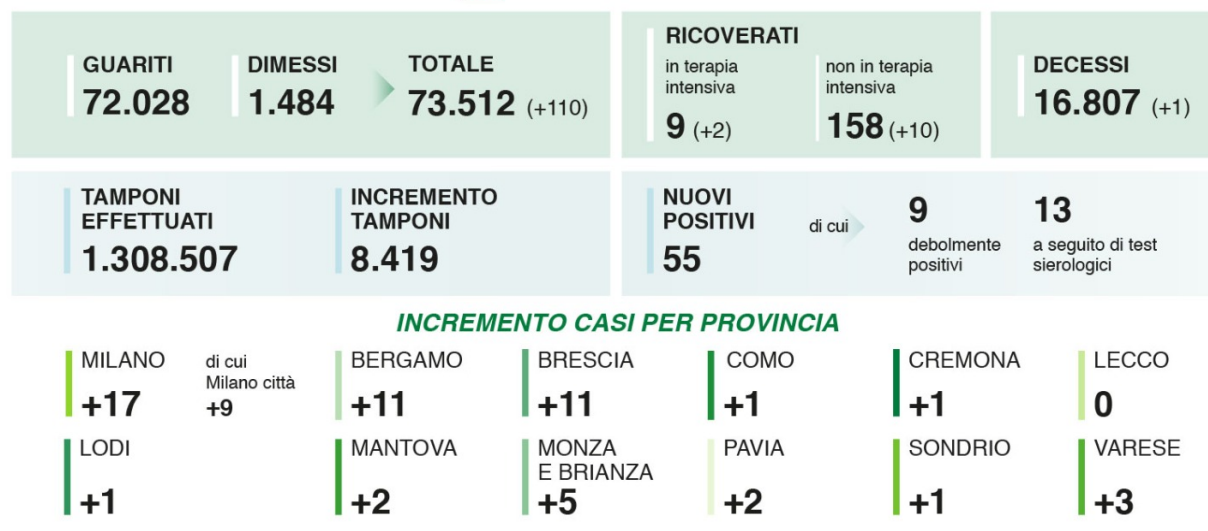 GUARITI
72.028
DIMESSI
1.484
TOTALE
73.512 (+110)
RICOVERATI
in terapia
intensiva
9 (+2)
non in terapia
intensiva
158 (+10)
DECESSI
16.807 (+1)
TAMPONI
EFFETTUATI
1.308.507
INCREMENTO
TAMPONI
8.419
NUOVI
POSITIVI
55
di cui
9
debolmente
positivi
13
a seguito di test
sierologici
INCREMENTO CASI PER PROVINCIA
MILANO
+17
di cui
Milano città
+9
BERGAMO
+11
BRESCIA
+11
COMO
+1
CREMONA
+1
LECCO
0
LODI
+1
MANTOVA
+2
MONZA
E BRIANZA
+5
PAVIA
+2
SONDRIO
+1
VARESE
+3